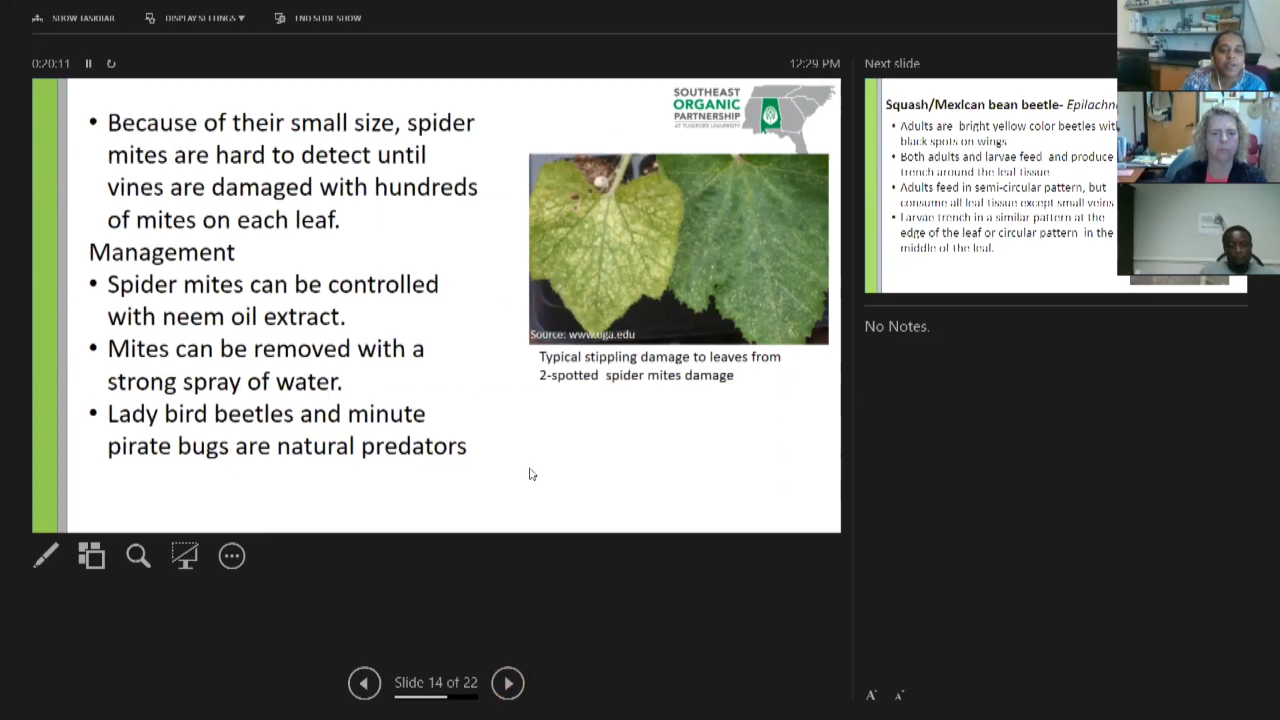 SHOW TASKBAR
DISPLAY SETTINGS ▼
END SLIDE SHOW
0:20:11
12:29 PM
Next slide
SOUTHEAST
ORGANIC
PARTNERSHIP
AT TUSKEGEE UNIVERSITY
• Because of their small size, spider
mites are hard to detect until
vines are damaged with hundreds
of mites on each leaf.
Management
• Spider mites can be controlled
with neem oil extract.
• Mites can be removed with a
strong spray of water.
• Lady bird beetles and minute
pirate bugs are natural predators
Source: www.uga.edu
Typical stippling damage to leaves from
2-spotted spider mites damage
Squash/Mexican bean beetle- Epilachn
• Adults are bright yellow color beetles with
black spots on wings
• Both adults and larvae feed and produce
trench around the leaf tissue
• Adults feed in semi-circular pattern, but
consume all leaf tissue except small veins
• Larvae trench in a similar pattern at the
edge of the leaf or circular pattern in the
middle of the leaf.
No Notes.
Slide 14 of 22
A A